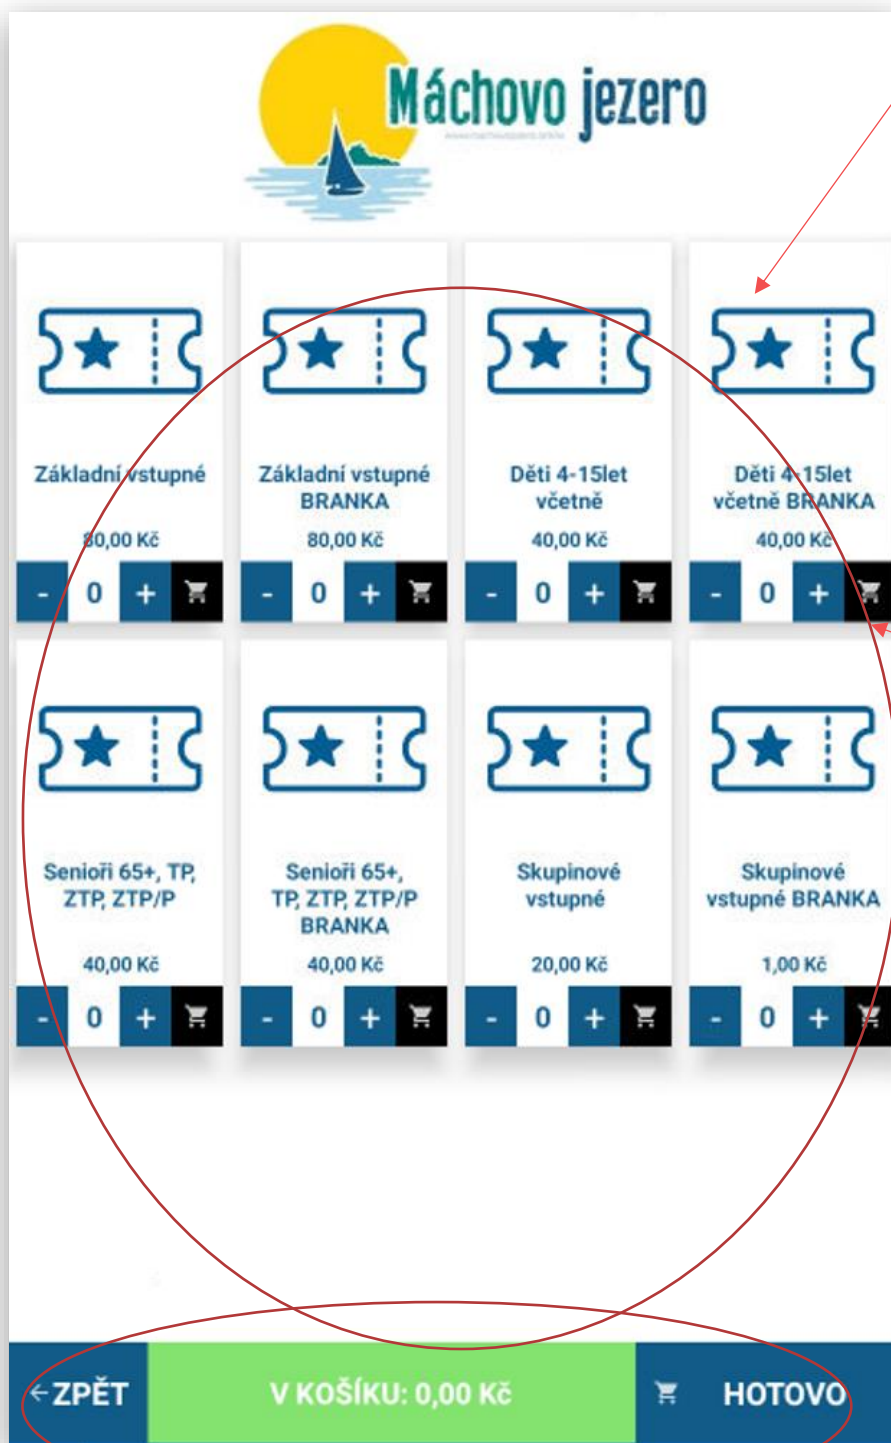 Máchovo jezero
Základní vstupné
80,00 Kč
- 0 +
Základní vstupné
BRANKA
80,00 Kč
- 0 +
Děti 4-15let
včetně
40,00 Kč
- 0 +
Děti 4-15let
včetně BRANKA
40,00 Kč
- 0 +
Senioři 65+, TP,
ZTP, ZTP/P
40,00 Kč
- 0 +
Senioři 65+,
TP, ZTP, ZTP/P
BRANKA
40,00 Kč
- 0 +
Skupinové
vstupné
20,00 Kč
- 0 +
Skupinové
vstupné BRANKA
1,00 Kč
- 0 +
←ZPĚT
V KOŠÍKU: 0,00 Kč
HOTOVO